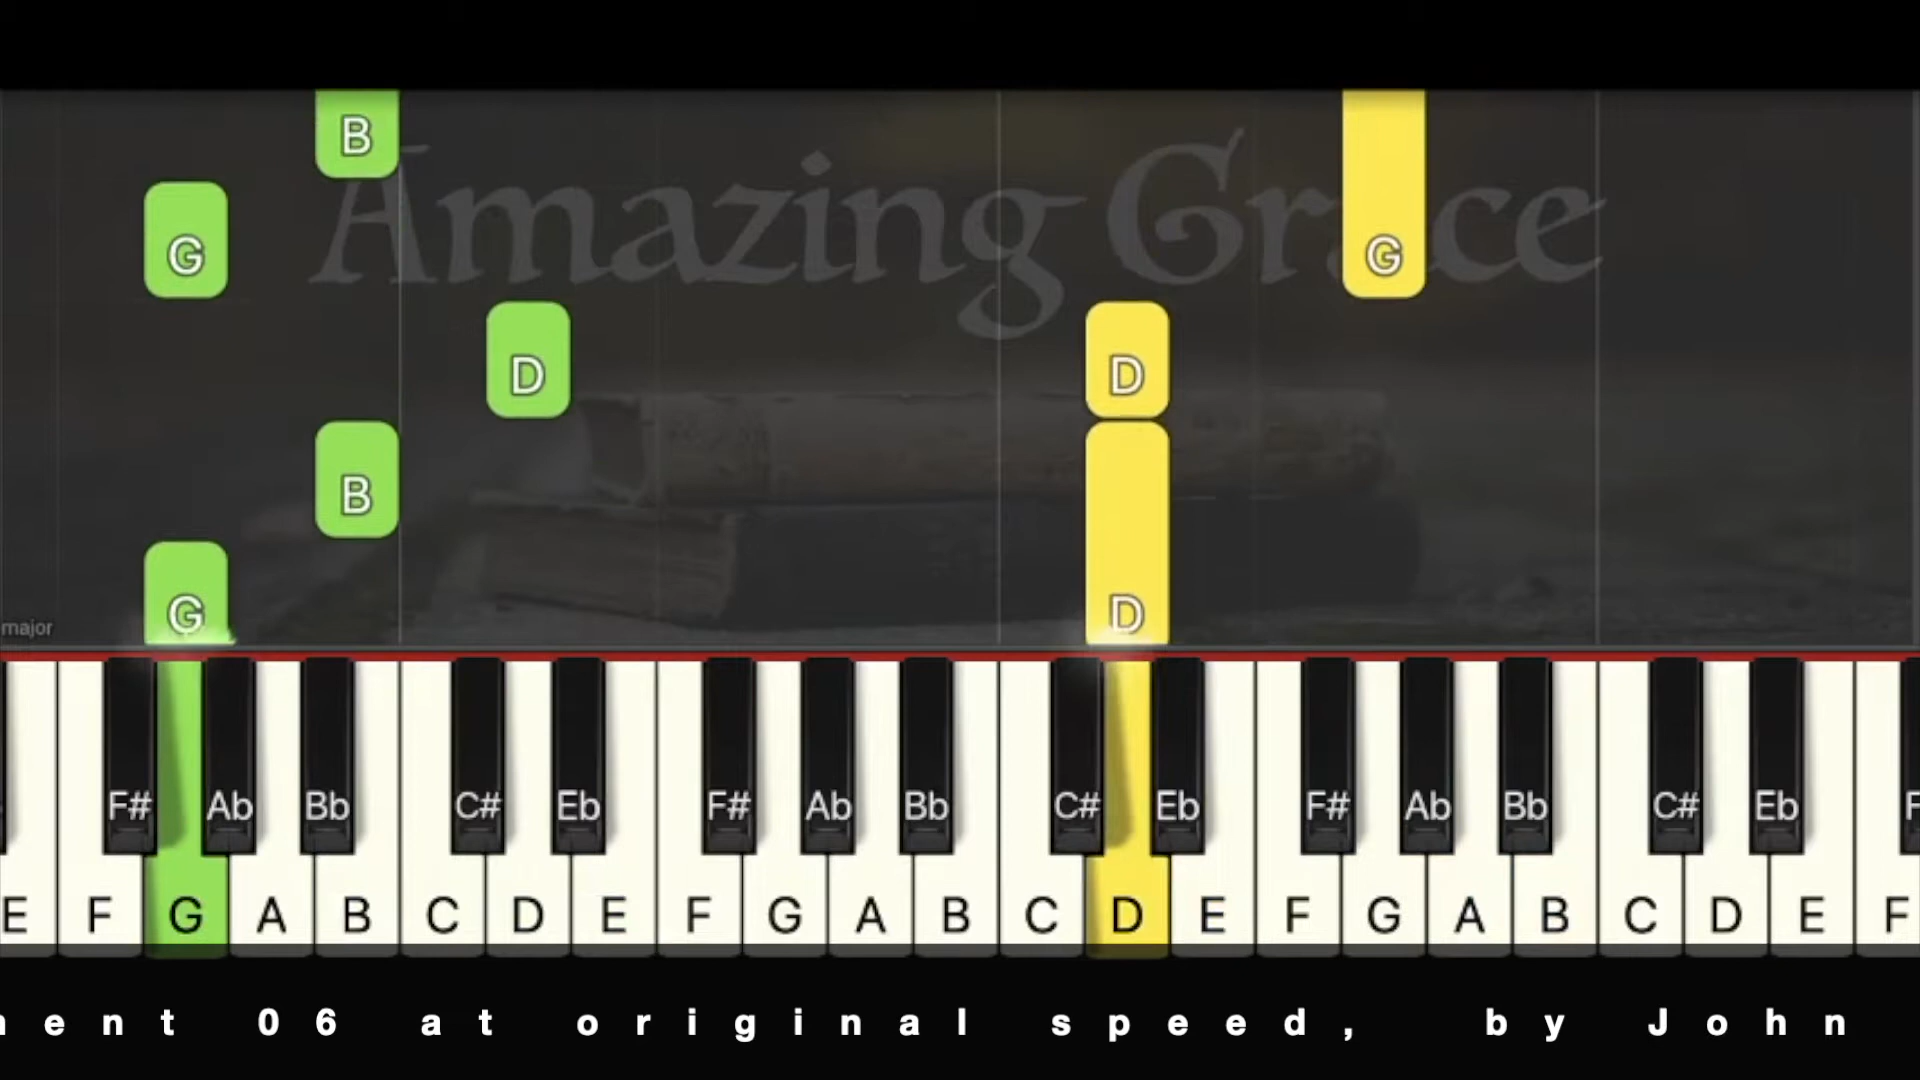 B
Amazing Grace
G G
D D
B
G D
major
F# Ab Bb C# Eb F# Ab Bb C# Eb F# Ab Bb C# Eb F
E F G A B C D E F G A B C D E F G A B C D E F
ent 06 at original speed, by John